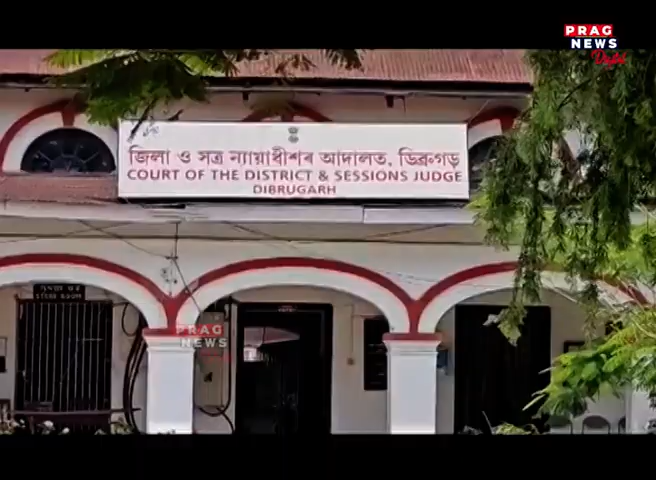 PRAG
NEWS
জিলা ও সত্ৰ ন্যায়াধীশৰ আদালত, ডিব্ৰুগড়
COURT OF THE DISTRICT & SESSIONS JUDGE
DIBRUGARH
PRAG
NEWS